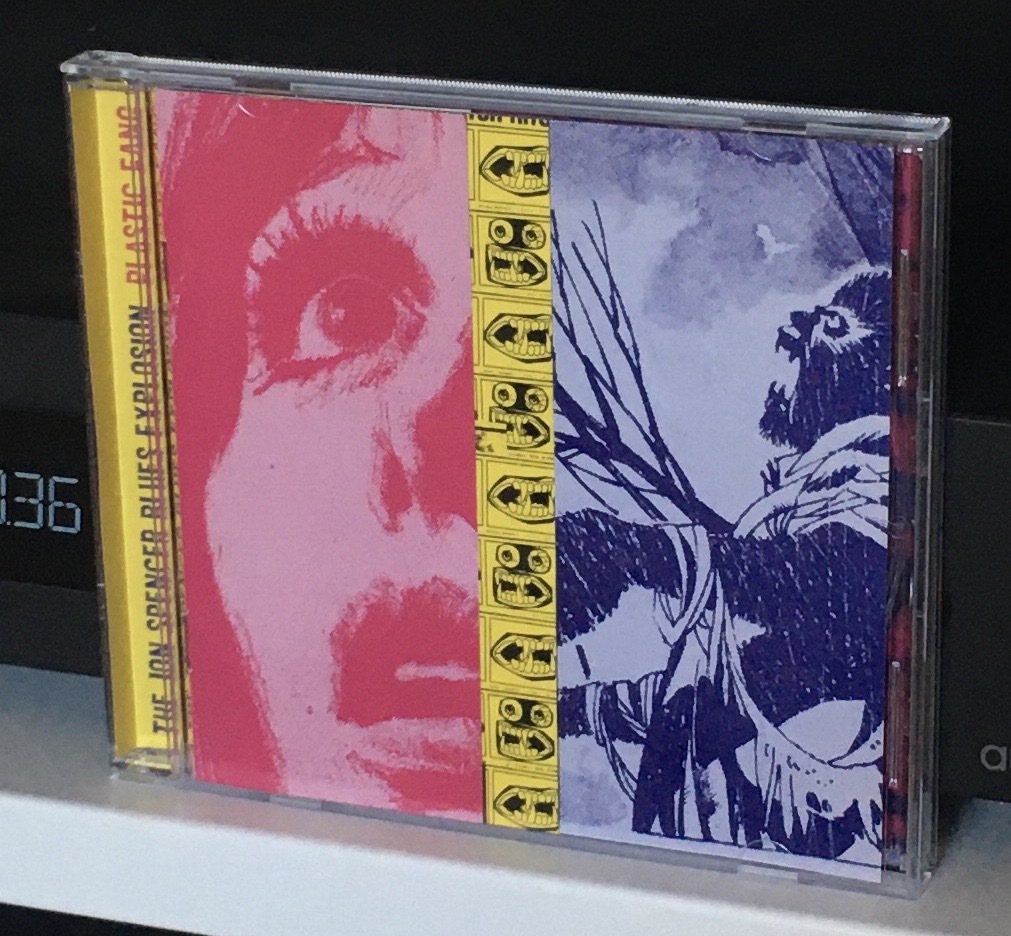 THE JON SPENCER BLUES EXPLOSION PLASTIC FANG
.36